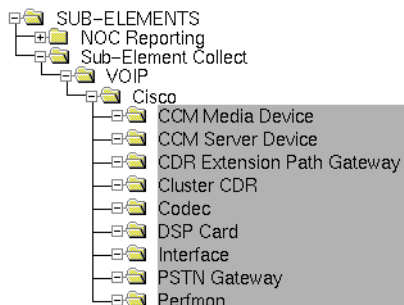 SUB-ELEMENTS
NOC Reporting
Sub-Element Collect
VOIP
Cisco
CCM Media Device
CCM Server Device
CDR Extension Path Gateway
Cluster CDR
Codec
DSP Card
Interface
PSTN Gateway
Perfmon